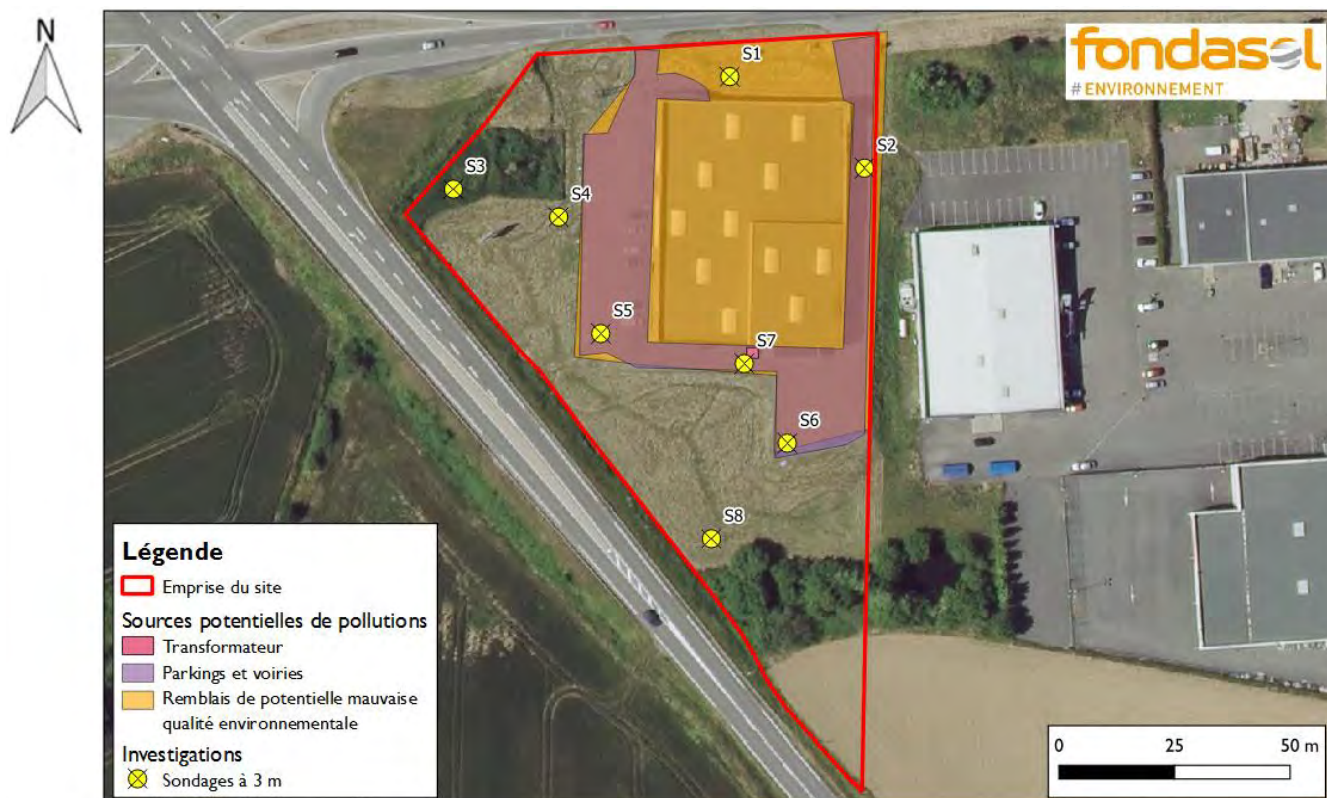 N
fondasol
# ENVIRONNEMENT
S1
S2
S3
S4
S5
S7
S6
S8
Légende
Emprise du site
Sources potentielles de pollutions
Transformateur
Parkings et voiries
Remblais de potentielle mauvaise
qualité environnementale
Investigations
Sondages à 3 m
0 25 50 m